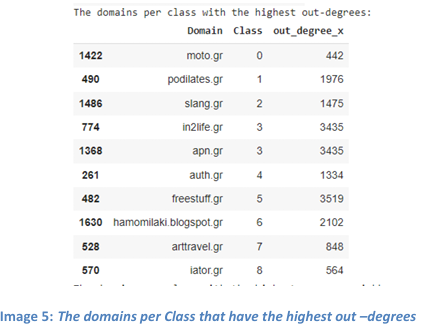 The domains per class with the highest out-degrees:
Domain Class out_degree_x
1422 moto.gr 0 442
490 podilates.gr 1 1976
1486 slang.gr 2 1475
774 in2life.gr 3 3435
1368 apn.gr 3 3435
261 auth.gr 4 1334
482 freestuff.gr 5 3519
1630 hamomilaki.blogspot.gr 6 2102
528 arttravel.gr 7 848
570 iator.gr 8 564
Image 5: The domains per Class that have the highest out –degrees